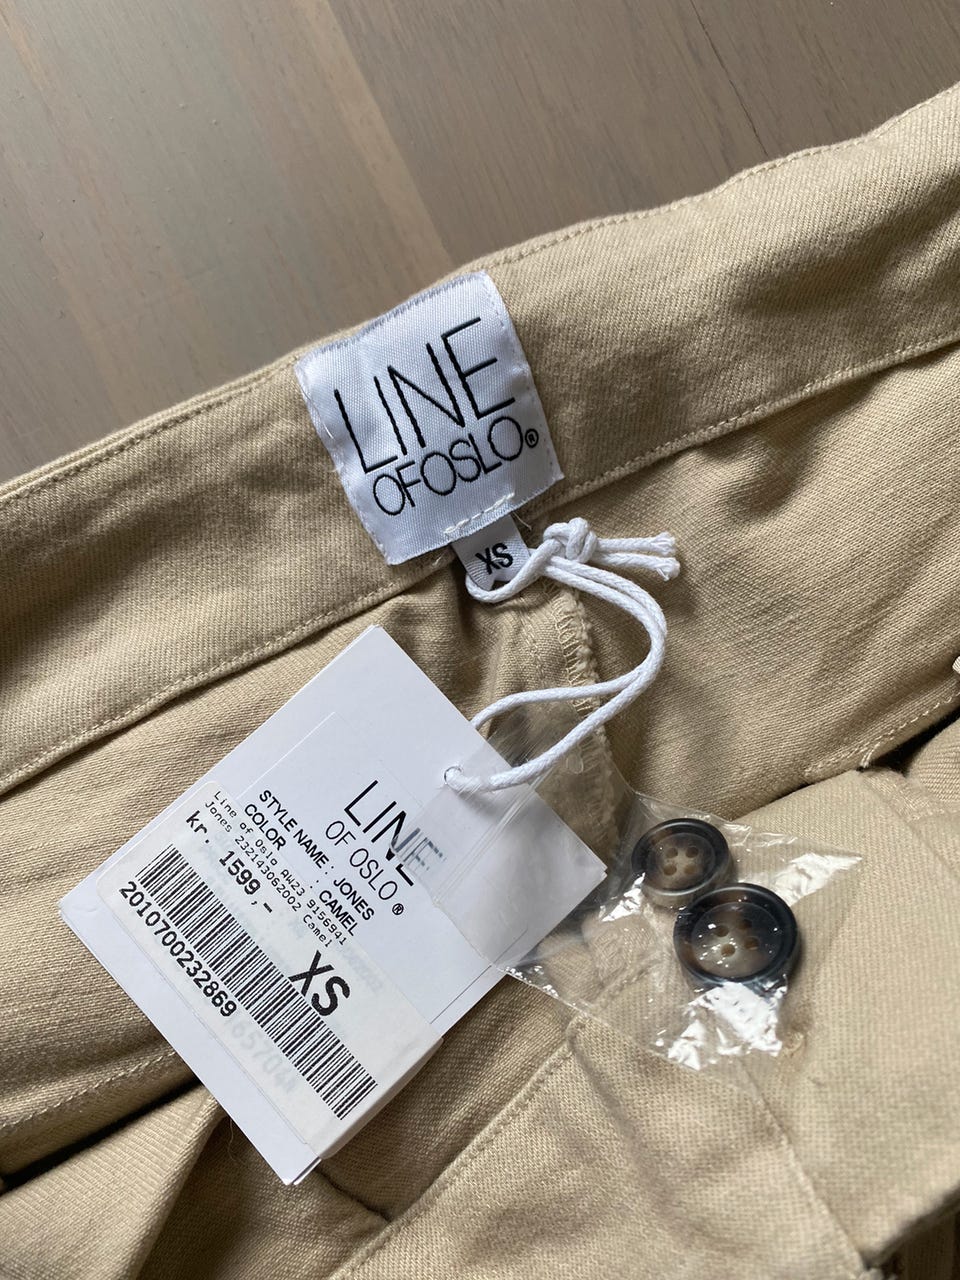 LINE
OF OSLO®
XS
LINE
OF OSLO®
STYLE NAME : JONES
COLOR : CAMEL
Line of Oslo AW23 9156941
Jones 232143062002 Camel
kr. 1599,-
XS
2010700232869